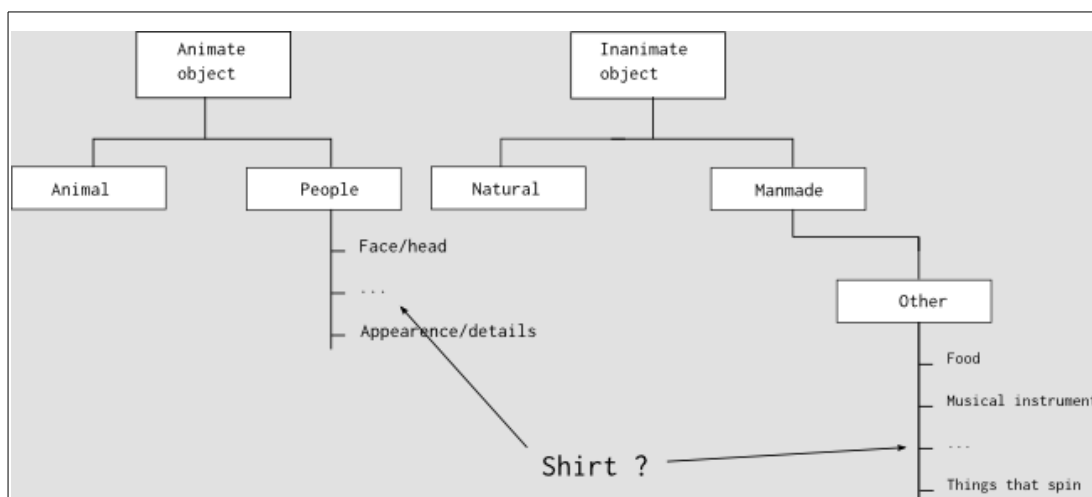 Animate
object
Inanimate
object
Animal
People
Natural
Manmade
Face/head
...
Appearence/details
Other
Food
Musical instrument
...
Things that spin
Shirt ?